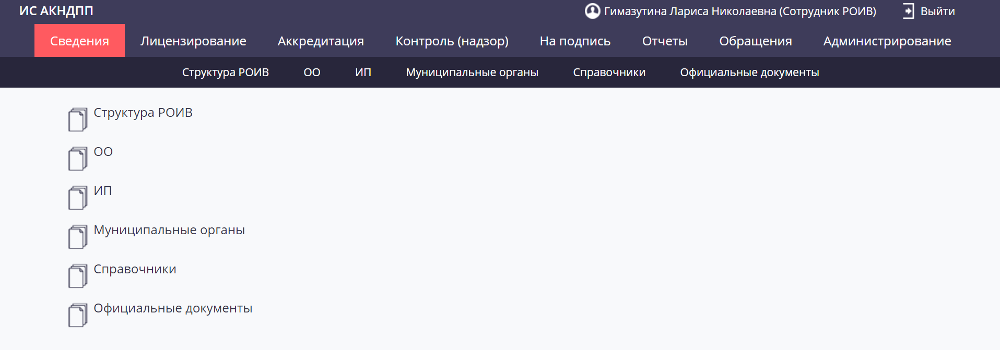 ИС АКНДПП
Гимазутина Лариса Николаевна (Сотрудник РОИВ) Выйти
Сведения Лицензирование Аккредитация Контроль (надзор) На подпись Отчеты Обращения Администрирование
Структура РОИВ ОО ИП Муниципальные органы Справочники Официальные документы
Структура РОИВ
ОО
ИП
Муниципальные органы
Справочники
Официальные документы